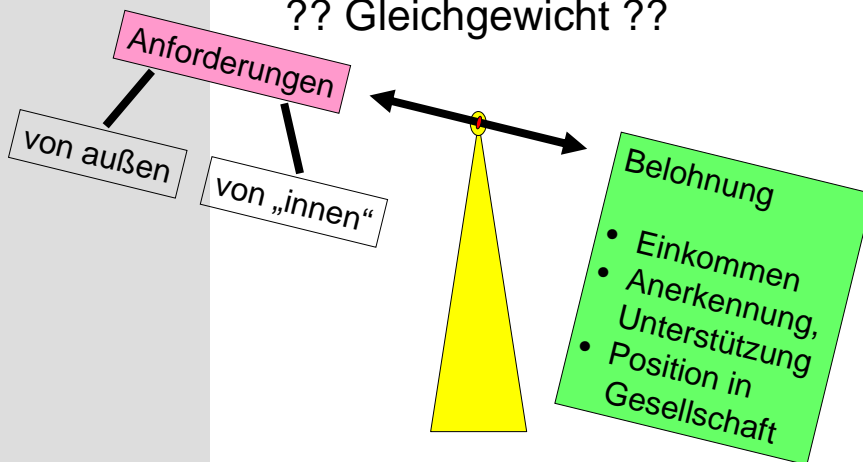 ?? Gleichgewicht ??
Anforderungen
von außen
von „innen“
Belohnung
• Einkommen
• Anerkennung,
Unterstützung
• Position in
Gesellschaft